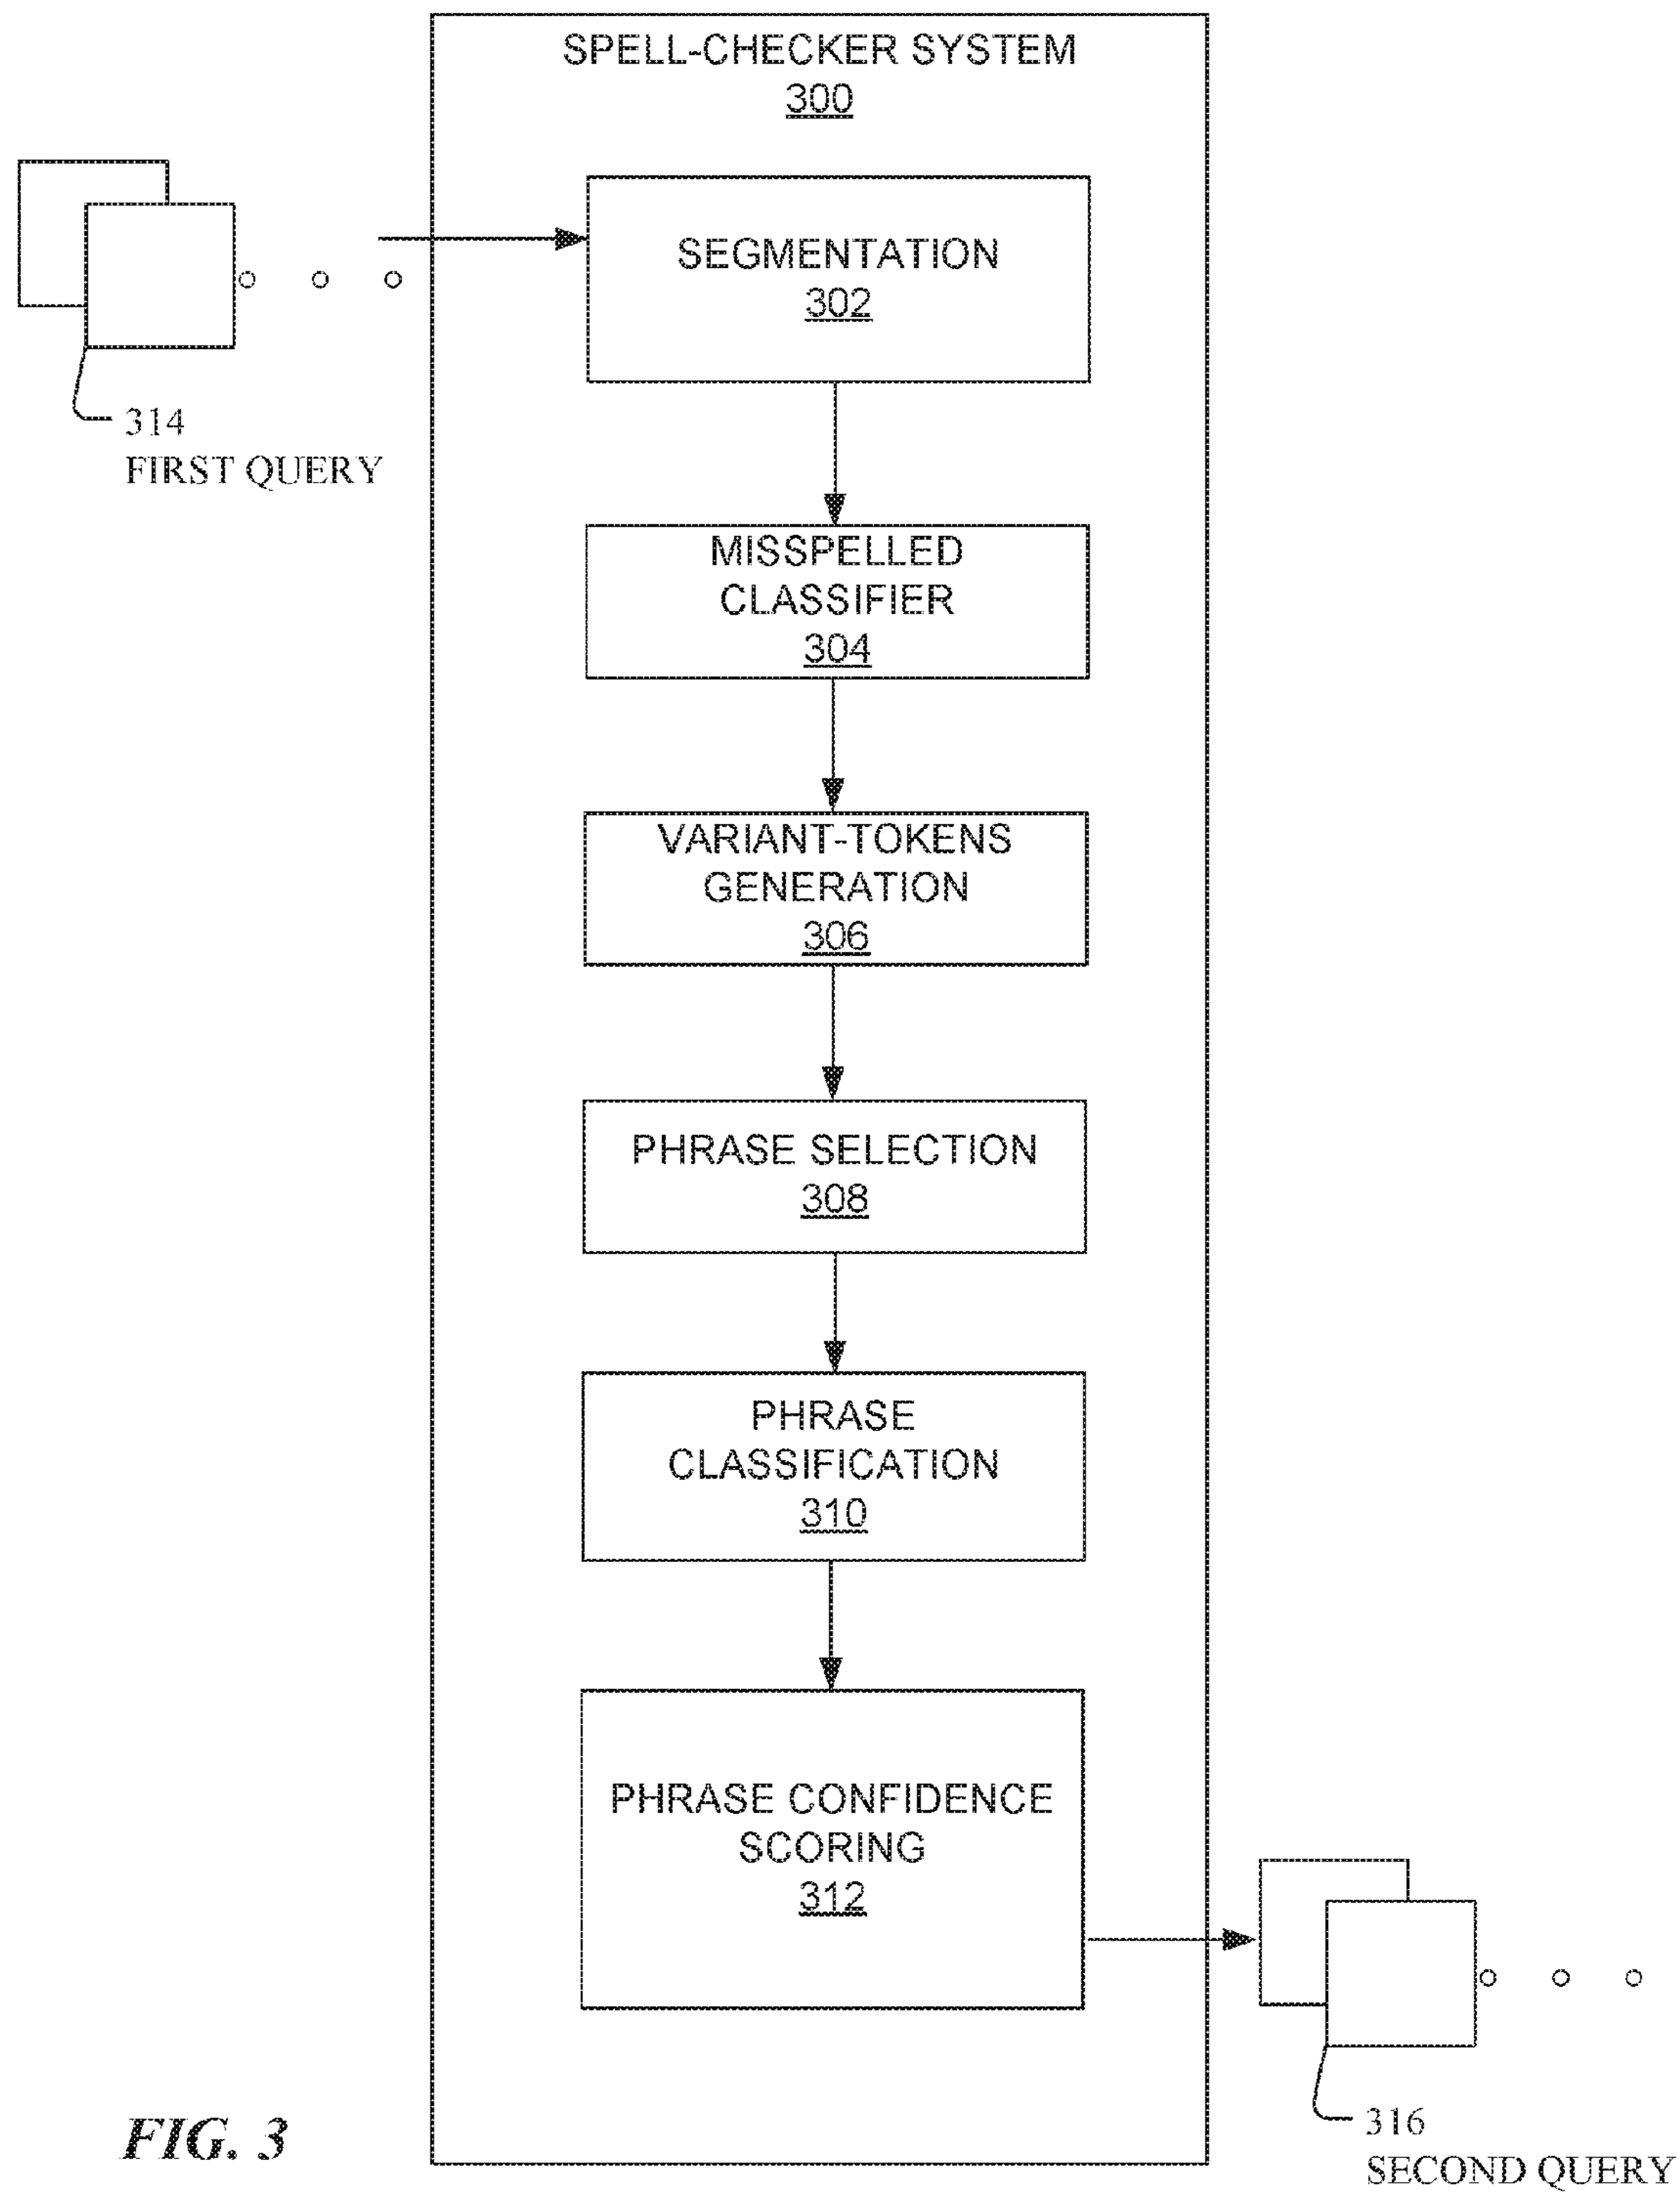 SPELL-CHECKER SYSTEM
300
SEGMENTATION
302
314
FIRST QUERY
MISSPELLED
CLASSIFIER
304
VARIANT-TOKENS
GENERATION
306
PHRASE SELECTION
308
PHRASE
CLASSIFICATION
310
PHRASE CONFIDENCE
SCORING
312
316
SECOND QUERY
FIG. 3